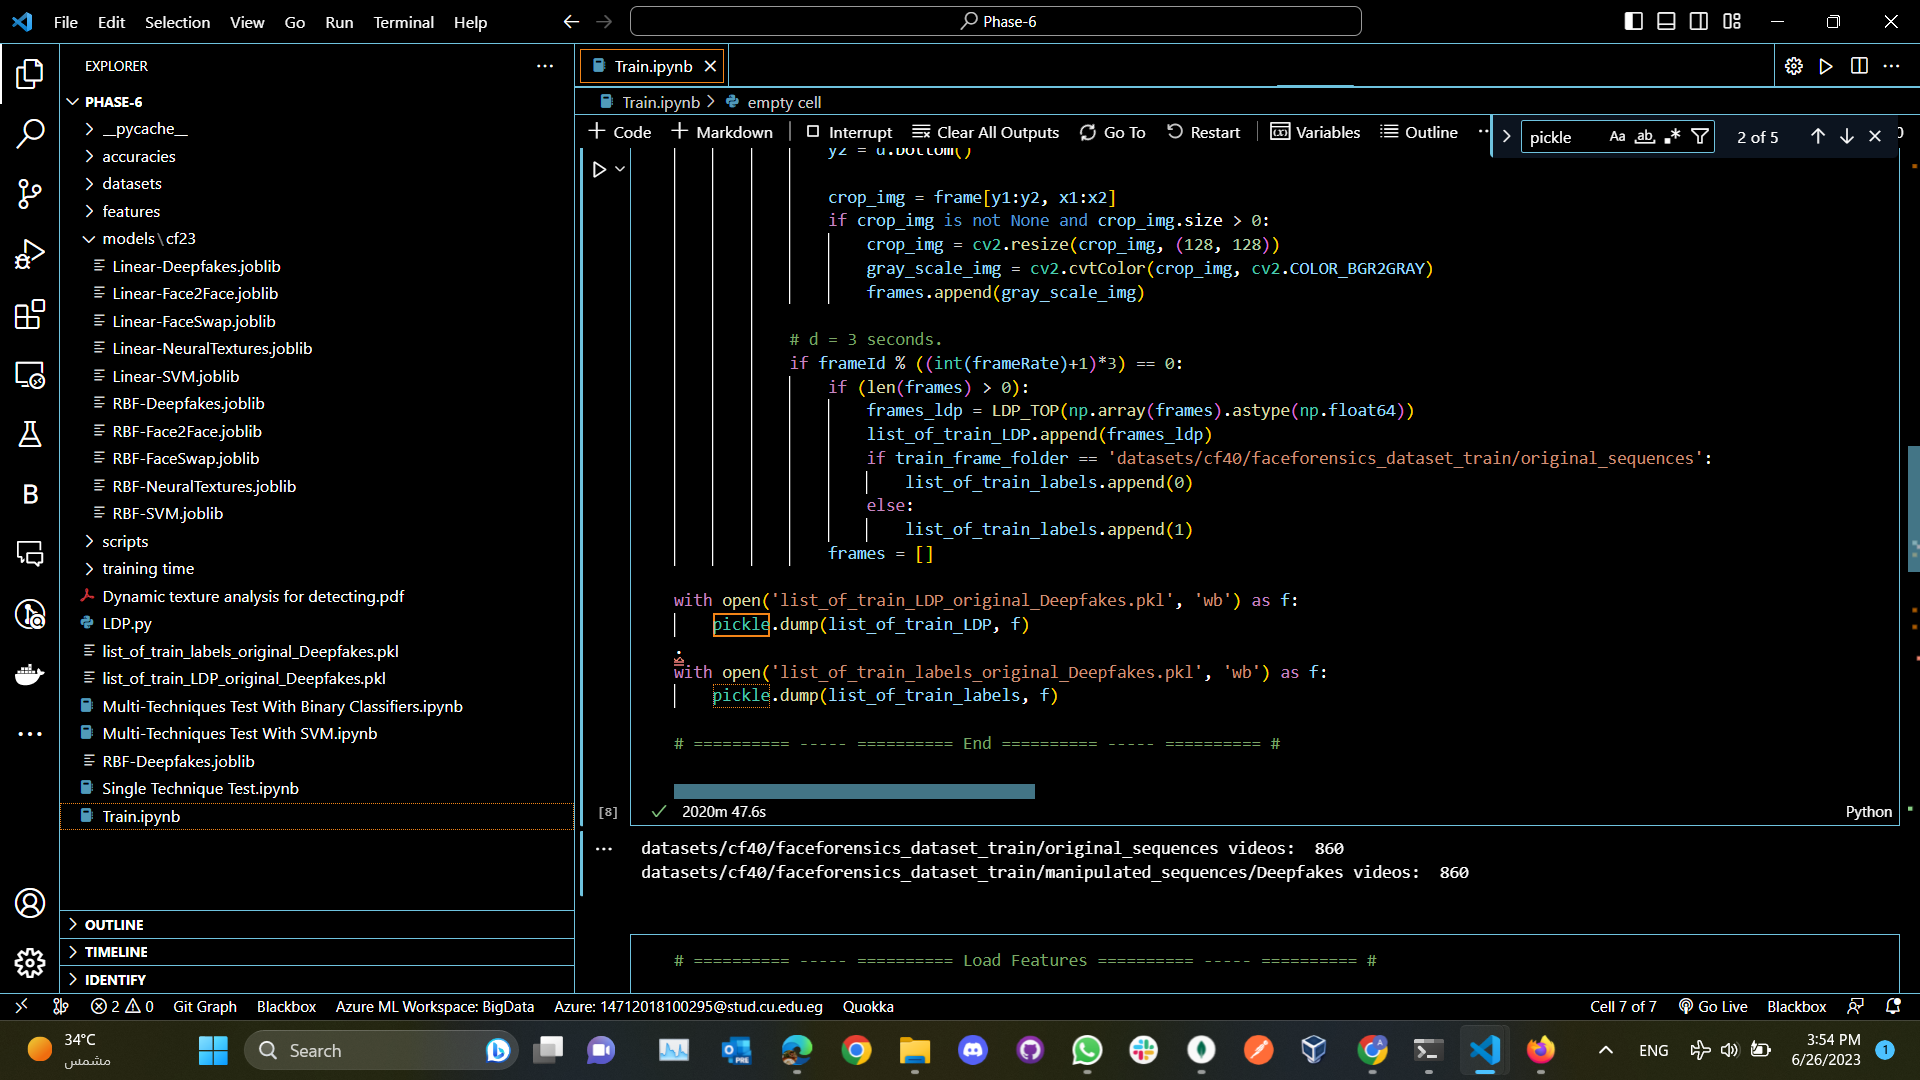 File Edit Selection View Go Run Terminal Help
Phase-6
EXPLORER
PHASE-6
__pycache__
accuracies
datasets
features
models\cf23
Linear-Deepfakes.joblib
Linear-Face2Face.joblib
Linear-FaceSwap.joblib
Linear-NeuralTextures.joblib
Linear-SVM.joblib
RBF-Deepfakes.joblib
RBF-Face2Face.joblib
RBF-FaceSwap.joblib
RBF-NeuralTextures.joblib
RBF-SVM.joblib
scripts
training time
Dynamic texture analysis for detecting.pdf
LDP.py
list_of_train_labels_original_Deepfakes.pkl
list_of_train_LDP_original_Deepfakes.pkl
Multi-Techniques Test With Binary Classifiers.ipynb
Multi-Techniques Test With SVM.ipynb
RBF-Deepfakes.joblib
Single Technique Test.ipynb
Train.ipynb
OUTLINE
TIMELINE
IDENTIFY
Train.ipynb
Train.ipynb > empty cell
+ Code + Markdown Interrupt Clear All Outputs Go To Restart Variables Outline ...
pickle Aa ab .* 2 of 5
y2 = d.bottom()
crop_img = frame[y1:y2, x1:x2]
if crop_img is not None and crop_img.size > 0:
crop_img = cv2.resize(crop_img, (128, 128))
gray_scale_img = cv2.cvtColor(crop_img, cv2.COLOR_BGR2GRAY)
frames.append(gray_scale_img)
# d = 3 seconds.
if frameId % ((int(frameRate)+1)*3) == 0:
if (len(frames) > 0):
frames_ldp = LDP_TOP(np.array(frames).astype(np.float64))
list_of_train_LDP.append(frames_ldp)
if train_frame_folder == 'datasets/cf40/faceforensics_dataset_train/original_sequences':
list_of_train_labels.append(0)
else:
list_of_train_labels.append(1)
frames = []
with open('list_of_train_LDP_original_Deepfakes.pkl', 'wb') as f:
pickle.dump(list_of_train_LDP, f)
with open('list_of_train_labels_original_Deepfakes.pkl', 'wb') as f:
pickle.dump(list_of_train_labels, f)
# ========== ----- ========== End ========== ----- ========== #
[8] 2020m 47.6s Python
datasets/cf40/faceforensics_dataset_train/original_sequences videos: 860
datasets/cf40/faceforensics_dataset_train/manipulated_sequences/Deepfakes videos: 860
# ========== ----- ========== Load Features ========== ----- ========== #
2 0 Git Graph Blackbox Azure ML Workspace: BigData Azure: 14712018100295@stud.cu.edu.eg Quokka Cell 7 of 7 Go Live Blackbox
34°C
مشمس
Search
PRE
ENG
3:54 PM
6/26/2023
1